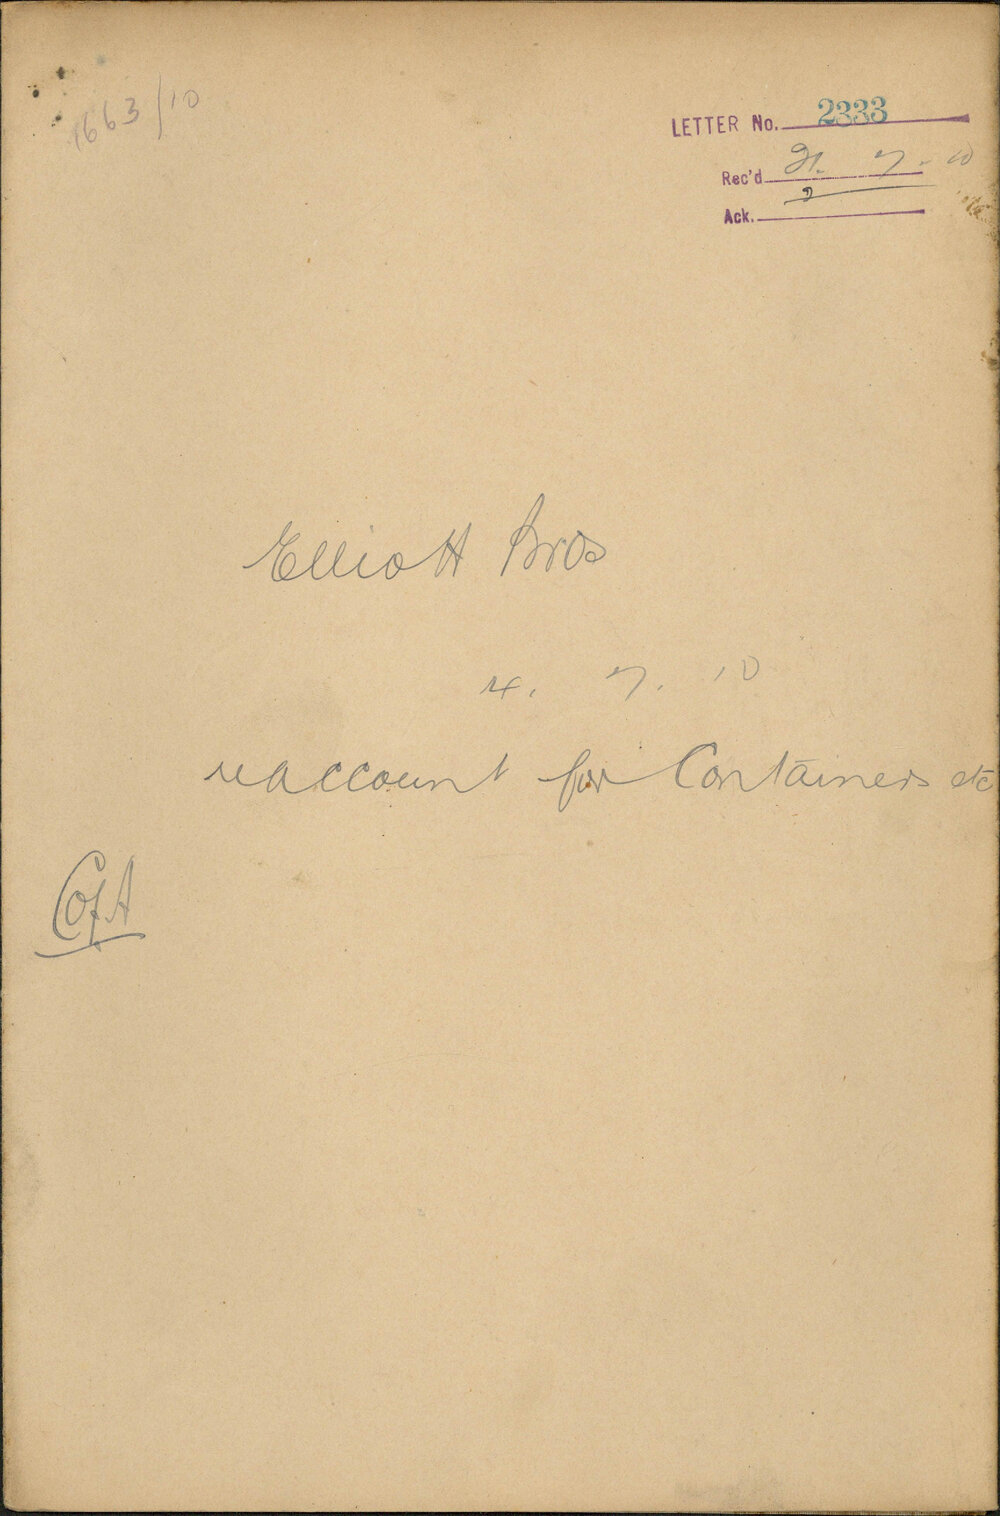 1663/10
LETTER No. 2333
Rec'd 21. 7. 10
Ack.
Elliott Bros
4. 7. 10
re account for Containers etc
C of A